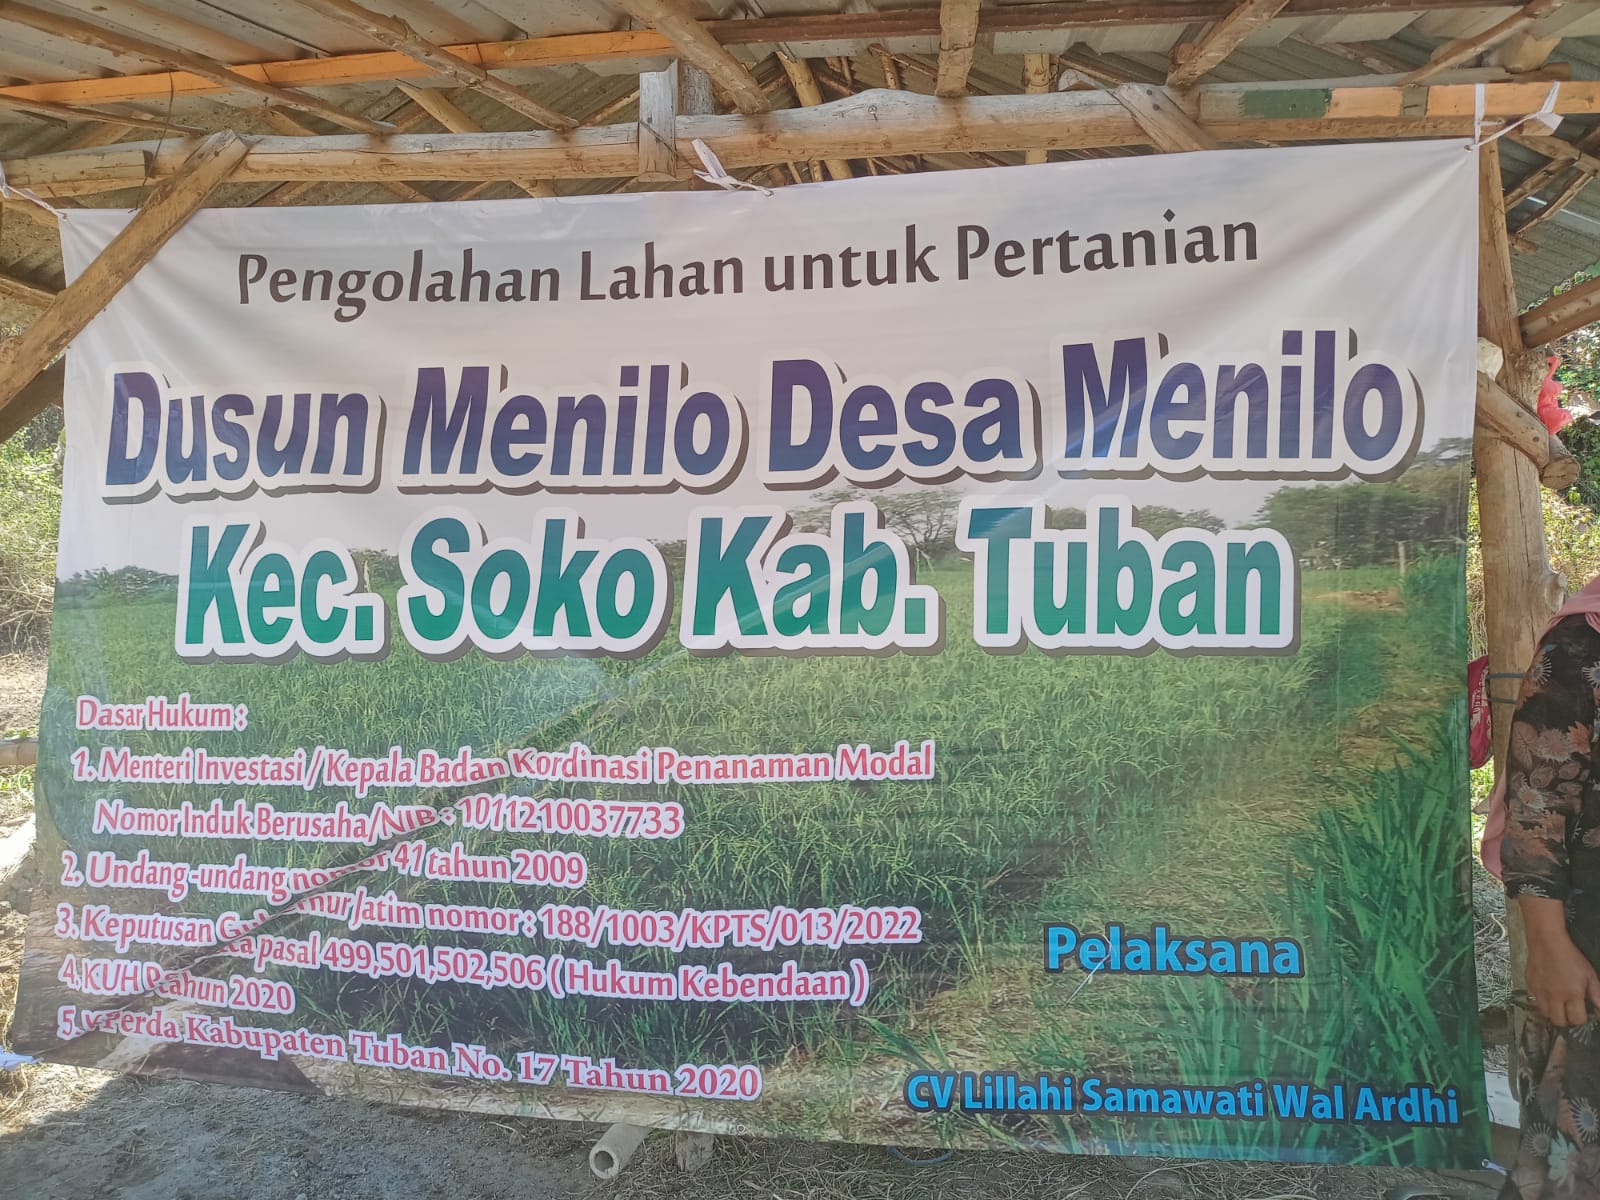 Pengolahan Lahan untuk Pertanian
Dusun Menilo Desa Menilo
Kec. Soko Kab. Tuban
Dasar Hukum :
1. Menteri Investasi / Kepala Badan Kordinasi Penanaman Modal
Nomor Induk Berusaha/NIB : 1011210037733
2. Undang -undang nomor 41 tahun 2009
3. Keputusan Jatim nomor : 188/1003/KPTS/013/2022
4. KUH pasal 499,501,502,506 ( Hukum Kebendaan )
tahun 2020
5. Perda Kabupaten Tuban No. 17 Tahun 2020
Pelaksana
CV Lillahi Samawati Wal Ardhi